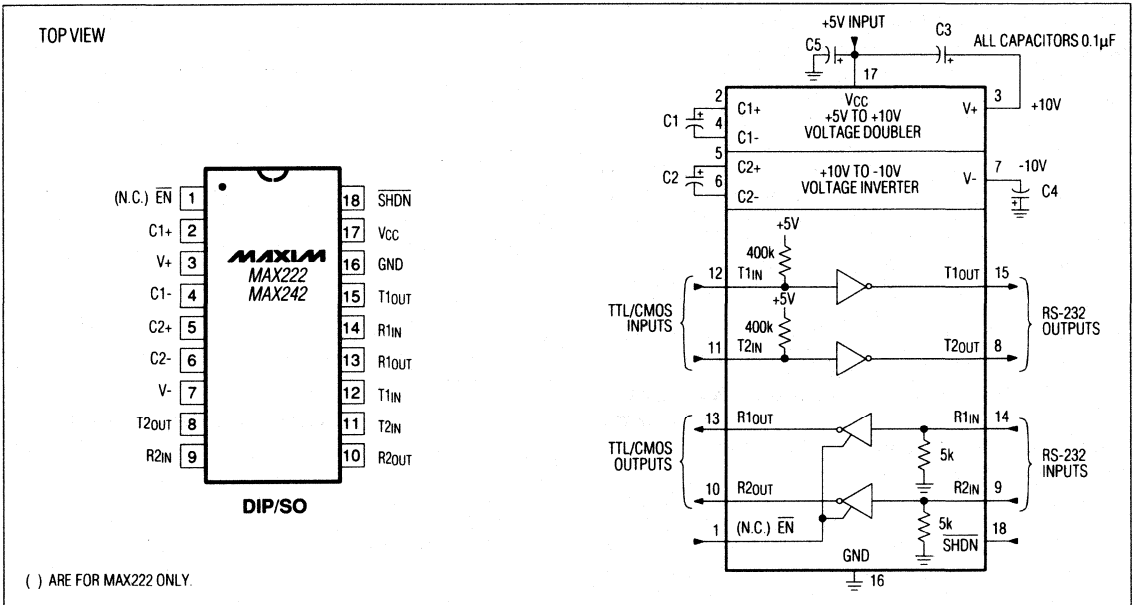 TOP VIEW
(N.C.) EN 1
C1+ 2
V+ 3
C1- 4
C2+ 5
C2- 6
V- 7
T2OUT 8
R2IN 9
18 SHDN
17 VCC
16 GND
15 T1OUT
14 R1IN
13 R1OUT
12 T1IN
11 T2IN
10 R2OUT
MAXIM
MAX222
MAX242
DIP/SO
( ) ARE FOR MAX222 ONLY.
+5V INPUT
C3
ALL CAPACITORS 0.1µF
C5
17
2
C1+
VCC
+5V TO +10V
VOLTAGE DOUBLER
V+
3
+10V
C1
4
C1-
5
C2+
+10V TO -10V
VOLTAGE INVERTER
V-
7
-10V
C2
6
C2-
C4
+5V
400k
12
T1IN
T1OUT
15
+5V
TTL/CMOS
INPUTS
RS-232
OUTPUTS
400k
11
T2IN
T2OUT
8
13
R1OUT
R1IN
14
TTL/CMOS
OUTPUTS
5k
RS-232
INPUTS
10
R2OUT
R2IN
9
5k
1
(N.C.) EN
SHDN
18
GND
16